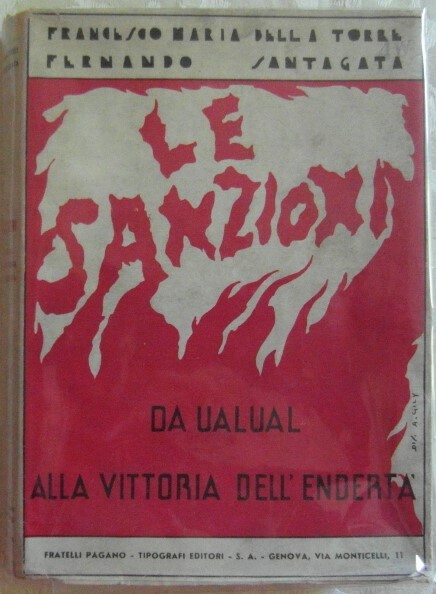 FRANCESCO MARIA DELLA TORRE
FERNANDO SANTAGATA
LE
SANZIONI
DA UALUAL
ALLA VITTORIA DELL'ENDERTÀ
FRATELLI PAGANO - TIPOGRAFI EDITORI - S. A. - GENOVA, VIA MONTICELLI, 11